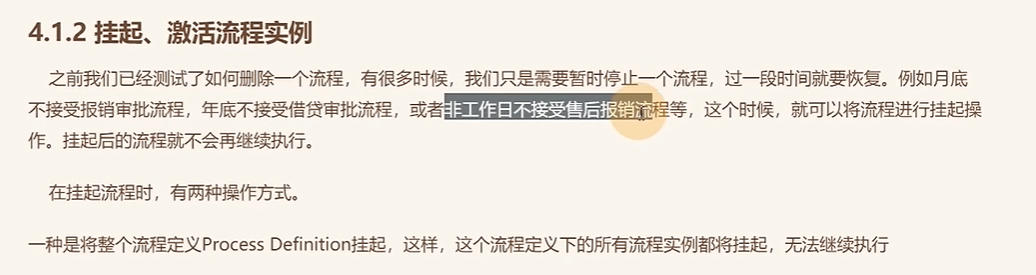 4.1.2 挂起、激活流程实例
之前我们已经测试了如何删除一个流程，有很多时候，我们只是需要暂时停止一个流程，过一段时间就要恢复。例如月底
不接受报销审批流程，年底不接受借贷审批流程，或者非工作日不接受售后报销流程等，这个时候，就可以将流程进行挂起操
作。挂起后的流程就不会再继续执行。
在挂起流程时，有两种操作方式。
一种是将整个流程定义Process Definition挂起，这样，这个流程定义下的所有流程实例都将挂起，无法继续执行